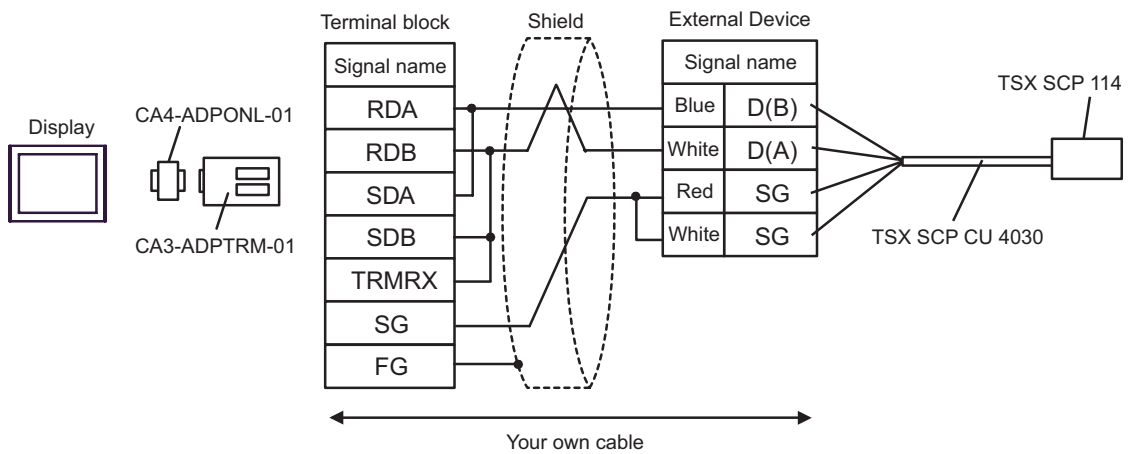 Display
CA4-ADPONL-01
CA3-ADPTRM-01
Terminal block
Signal name
RDA
RDB
SDA
SDB
TRMRX
SG
FG
Shield
External Device
Signal name
Blue D(B)
White D(A)
Red SG
White SG
TSX SCP 114
TSX SCP CU 4030
Your own cable